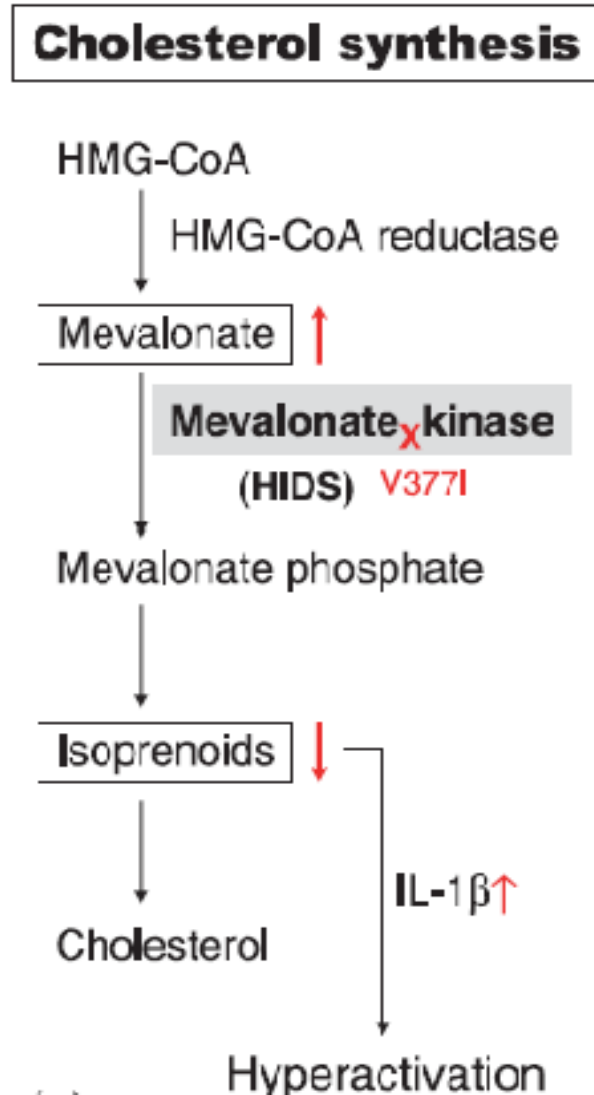 Cholesterol synthesis
HMG-CoA
HMG-CoA reductase
Mevalonate ↑
Mevalonate x kinase
(HIDS) V377I
Mevalonate phosphate
Isoprenoids ↓
IL-1β↑
Cholesterol
Hyperactivation